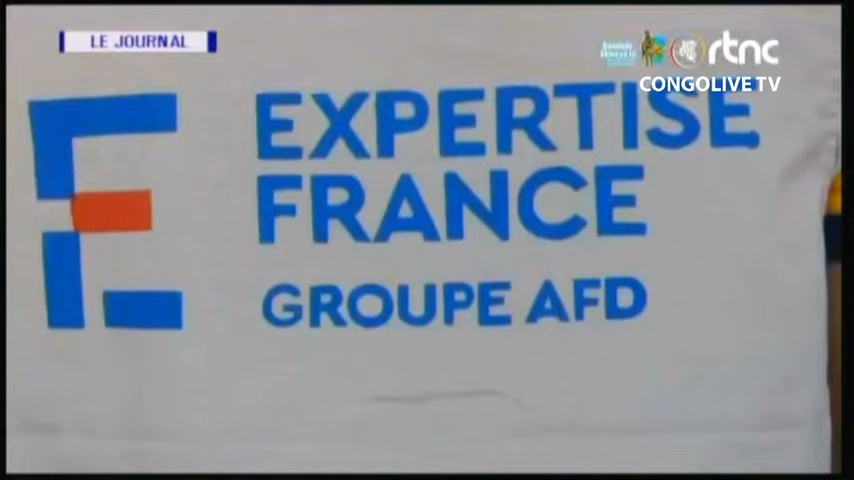 LE JOURNAL
rtnc
CONGOLIVE TV
EXPERTISE
FRANCE
GROUPE AFD